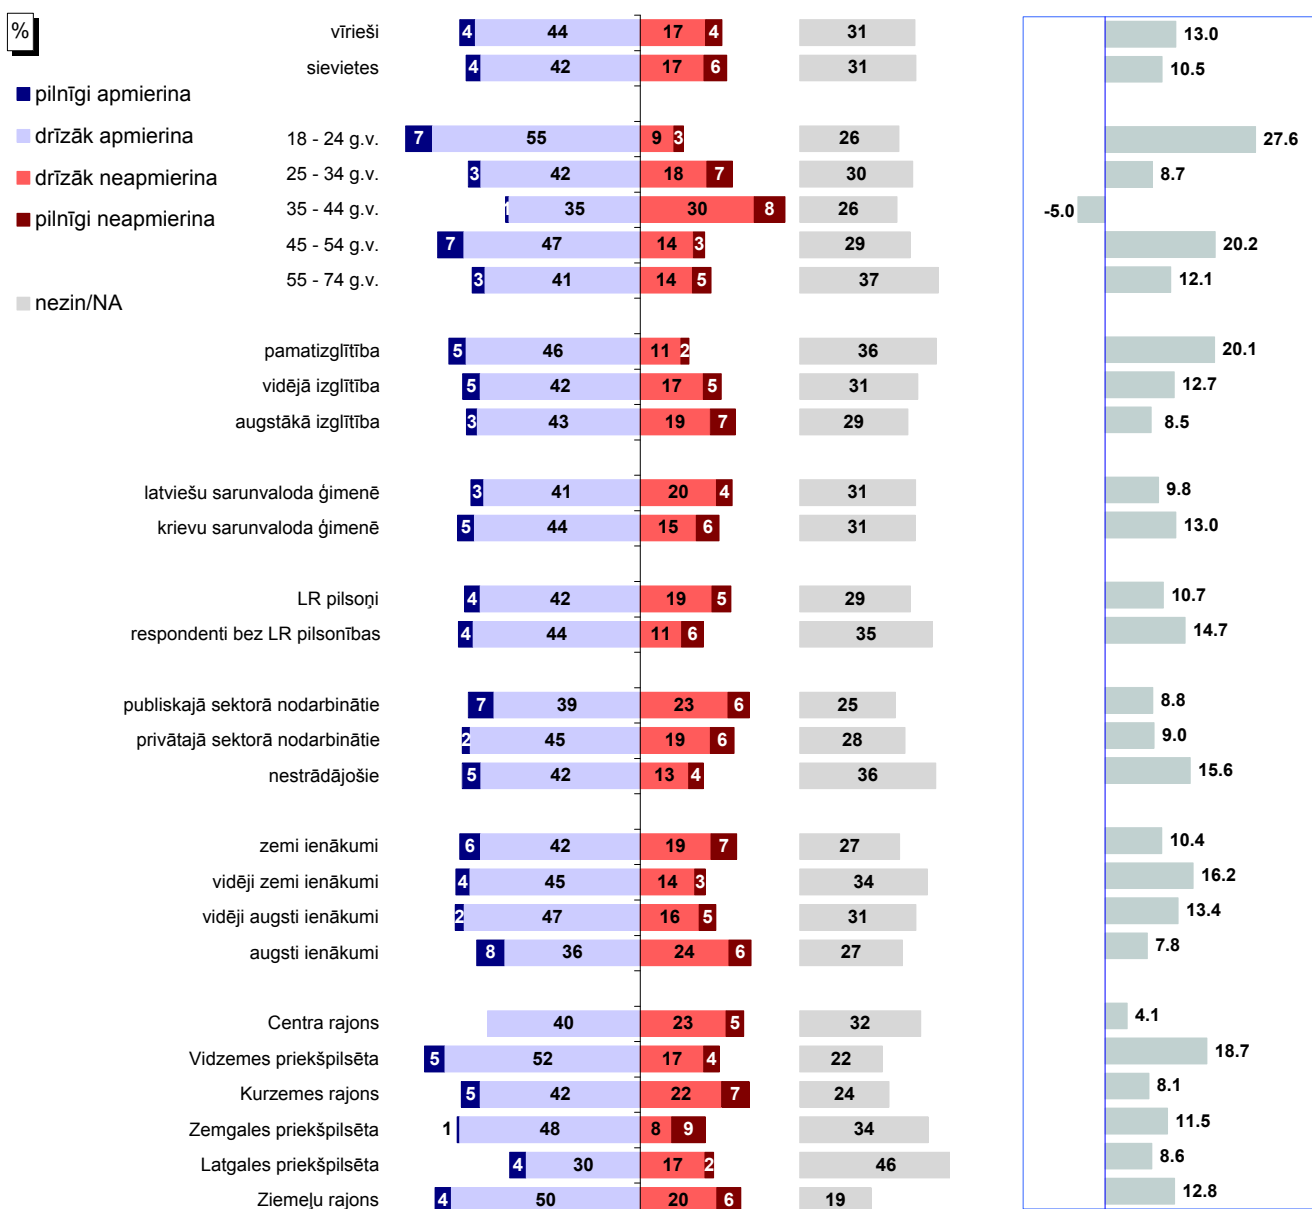 %
pilnīgi apmierina
drīzāk apmierina
drīzāk neapmierina
pilnīgi neapmierina
nezin/NA
vīrieši 4 44 17 4 31 13.0
sievietes 4 42 17 6 31 10.5
18 - 24 g.v. 7 55 9 3 26 27.6
25 - 34 g.v. 3 42 18 7 30 8.7
35 - 44 g.v. 1 35 30 8 26 -5.0
45 - 54 g.v. 7 47 14 3 29 20.2
55 - 74 g.v. 3 41 14 5 37 12.1
pamatizglītība 5 46 11 2 36 20.1
vidējā izglītība 5 42 17 5 31 12.7
augstākā izglītība 3 43 19 7 29 8.5
latviešu sarunvaloda ģimenē 3 41 20 4 31 9.8
krievu sarunvaloda ģimenē 5 44 15 6 31 13.0
LR pilsoņi 4 42 19 5 29 10.7
respondenti bez LR pilsonības 4 44 11 6 35 14.7
publiskajā sektorā nodarbinātie 7 39 23 6 25 8.8
privātajā sektorā nodarbinātie 2 45 19 6 28 9.0
nestrādājošie 5 42 13 4 36 15.6
zemi ienākumi 6 42 19 7 27 10.4
vidēji zemi ienākumi 4 45 14 3 34 16.2
vidēji augsti ienākumi 2 47 16 5 31 13.4
augsti ienākumi 8 36 24 6 27 7.8
Centra rajons 40 23 5 32 4.1
Vidzemes priekšpilsēta 5 52 17 4 22 18.7
Kurzemes rajons 5 42 22 7 24 8.1
Zemgales priekšpilsēta 1 48 8 9 34 11.5
Latgales priekšpilsēta 4 30 17 2 46 8.6
Ziemeļu rajons 4 50 20 6 19 12.8